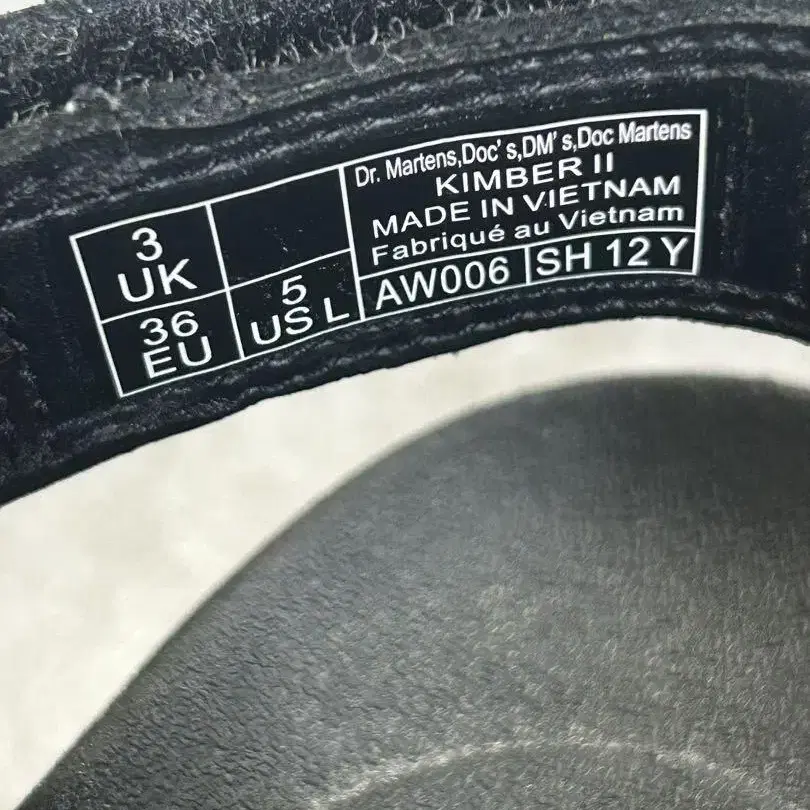 Dr. Martens,Doc's,DM's,Doc Martens
KIMBER II
MADE IN VIETNAM
Fabriqué au Vietnam
3
UK
36
EU
5
US L
AW006
SH 12 Y